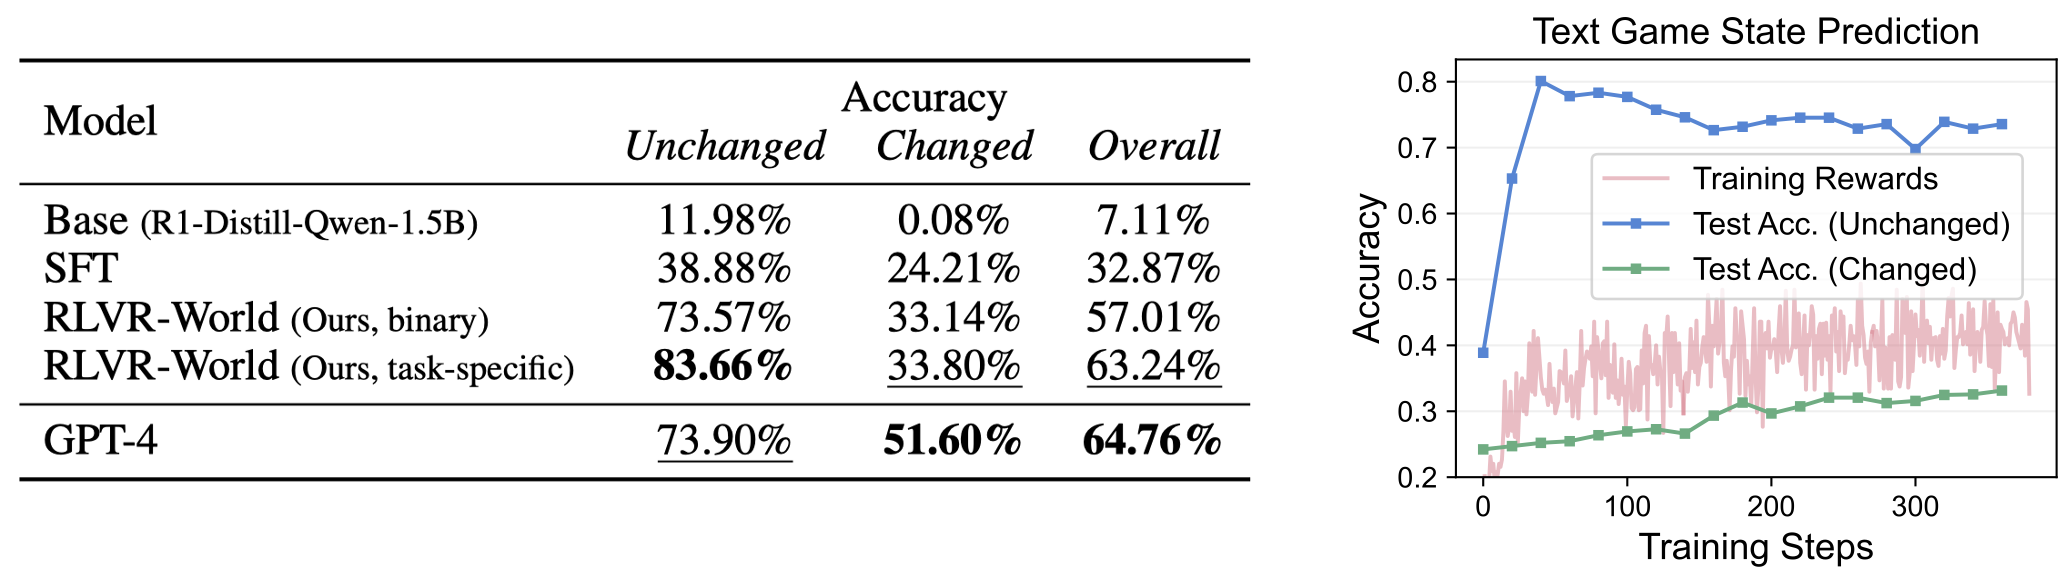 Model
Accuracy
Unchanged Changed Overall
Base (R1-Distill-Qwen-1.5B) 11.98% 0.08% 7.11%
SFT 38.88% 24.21% 32.87%
RLVR-World (Ours, binary) 73.57% 33.14% 57.01%
RLVR-World (Ours, task-specific) 83.66% 33.80% 63.24%
GPT-4 73.90% 51.60% 64.76%
Text Game State Prediction
Accuracy
0.8
0.7
0.6
0.5
0.4
0.3
0.2
Training Rewards
Test Acc. (Unchanged)
Test Acc. (Changed)
0 100 200 300
Training Steps